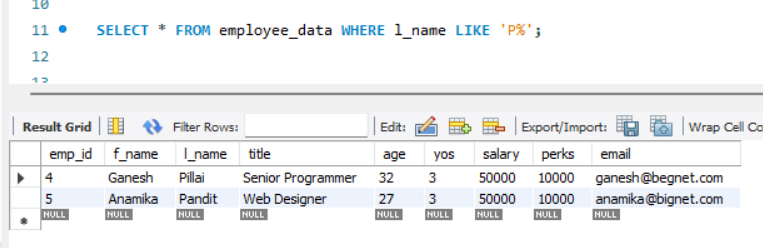 10
11 SELECT * FROM employee_data WHERE l_name LIKE 'P%';
12
Result Grid Filter Rows: Edit: Export/Import: Wrap Cell Co
emp_id f_name l_name title age yos salary perks email
4 Ganesh Pillai Senior Programmer 32 3 50000 10000 ganesh@begnet.com
5 Anamika Pandit Web Designer 27 3 50000 10000 anamika@bignet.com
NULL NULL NULL NULL NULL NULL NULL NULL NULL